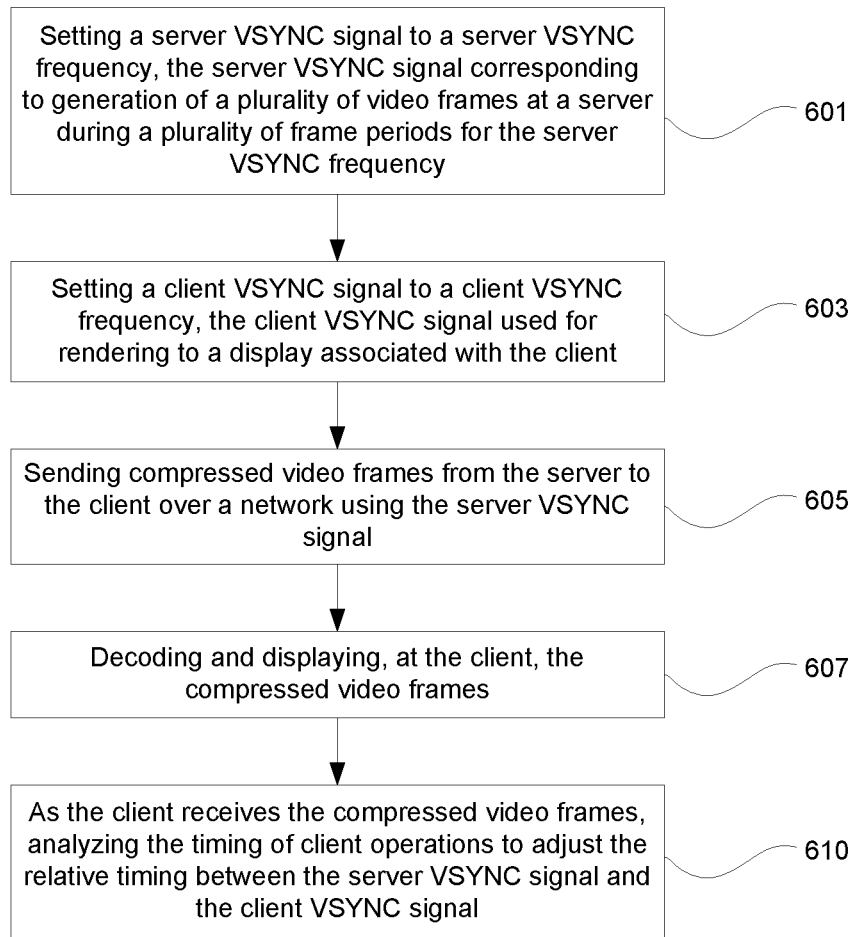 Setting a server VSYNC signal to a server VSYNC
frequency, the server VSYNC signal corresponding
to generation of a plurality of video frames at a server
during a plurality of frame periods for the server
VSYNC frequency
601
Setting a client VSYNC signal to a client VSYNC
frequency, the client VSYNC signal used for
rendering to a display associated with the client
603
Sending compressed video frames from the server to
the client over a network using the server VSYNC
signal
605
Decoding and displaying, at the client, the
compressed video frames
607
As the client receives the compressed video frames,
analyzing the timing of client operations to adjust the
relative timing between the server VSYNC signal and
the client VSYNC signal
610